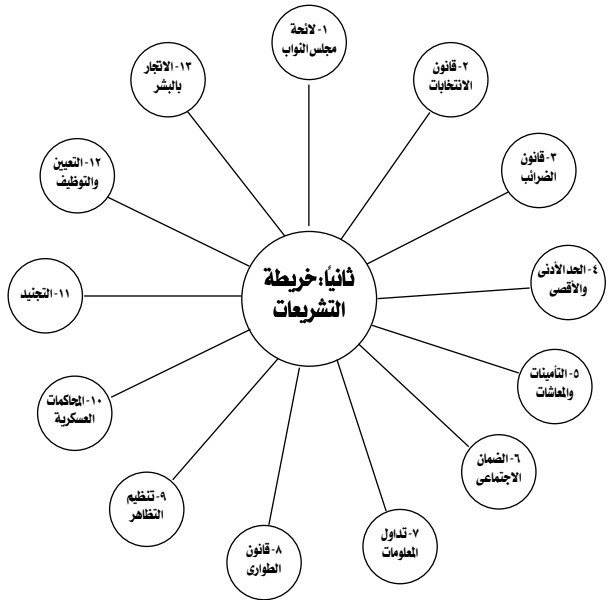 ثانياً: خريطة
التشريعات
١- لائحة
مجلس النواب
٢- قانون
الانتخابات
٣- قانون
الضرائب
٤- الحد الأدنى
والأقصى
٥- التأمينات
والمعاشات
٦- الضمان
الاجتماعى
٧- تداول
المعلومات
٨- قانون
الطوارى
٩- تنظيم
التظاهر
١٠- المحاكمات
العسكرية
١١- التجنيد
١٢- التعيين
والتوظيف
١٣- الاتجار
بالبشر